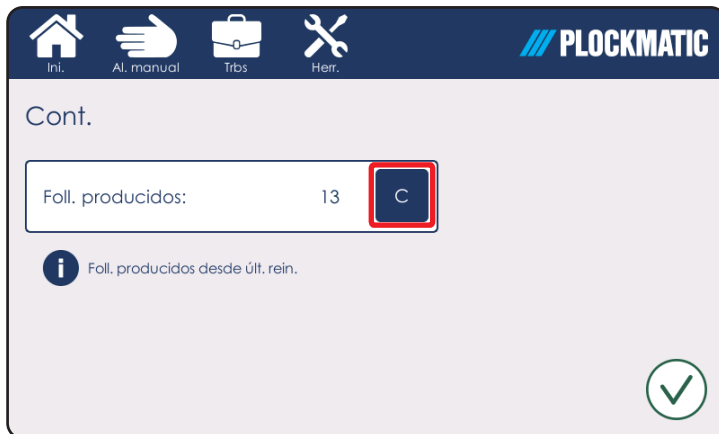 Ini.
Al. manual
Trbs
Herr.
PLOCKMATIC
Cont.
Foll. producidos: 13 C
i Foll. producidos desde últ. rein.